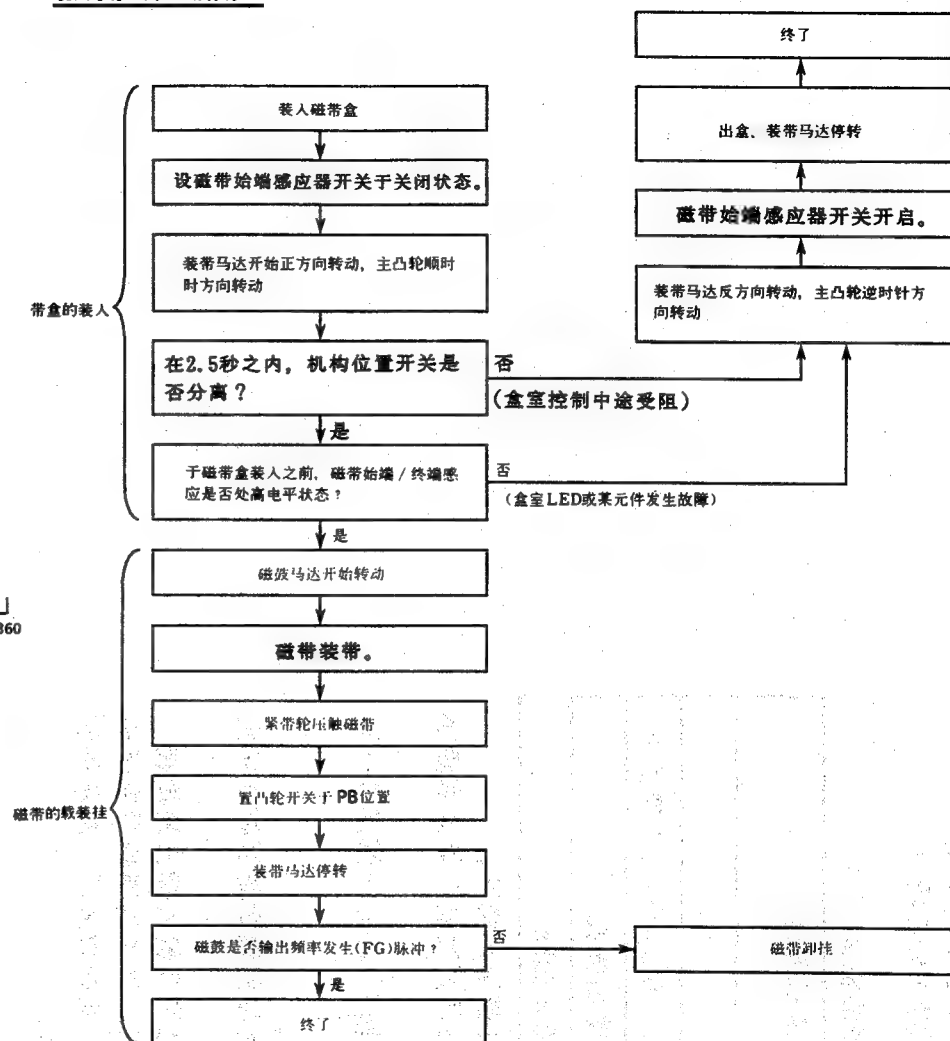 终了
出盒、装带马达停转
磁带始端感应器开关开启。
装带马达反方向转动，主凸轮逆时针方
向转动
带盒的装人
装人磁带盒
设磁带始端感应器开关于关闭状态。
装带马达开始正方向转动，主凸轮顺时
时方向转动
在2.5秒之内，机构位置开关是
否分离？
否
(盒室控制中途受阻)
是
于磁带盒装人之前，磁带始端/终端感
应是否处高电平状态？
否
(盒室LED或某元件发生故障)
是
360
磁带的载装挂
磁鼓马达开始转动
磁带装带。
紧带轮压触磁带
置凸轮开关于PB位置
装带马达停转
磁鼓是否输出频率发生(FG)脉冲？
否
磁带卸挂
是
终了